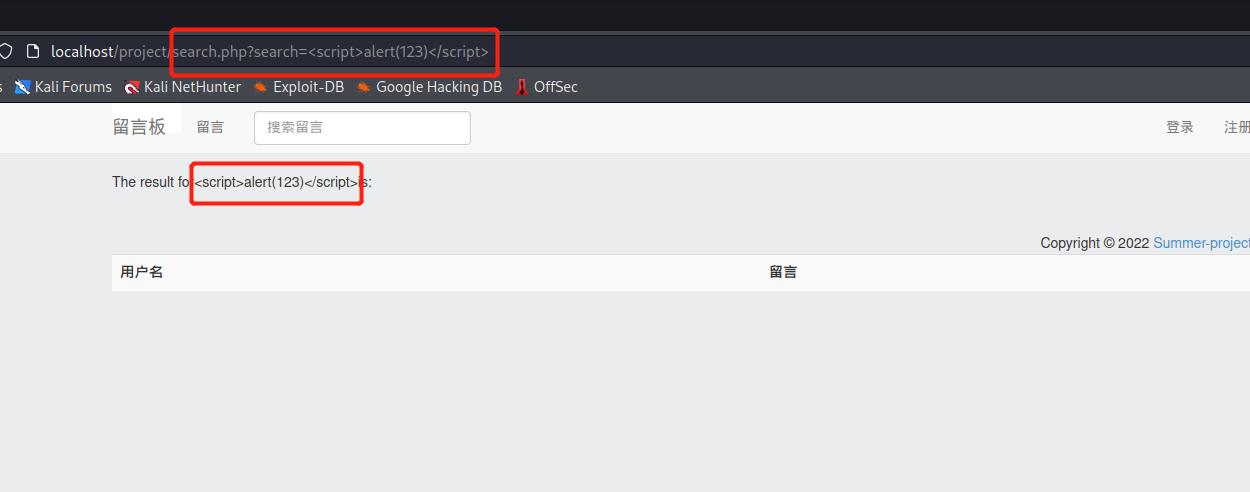 localhost/project/search.php?search=<script>alert(123)</script>
s Kali Forums Kali NetHunter Exploit-DB Google Hacking DB OffSec
留言板 留言 搜索留言 登录 注册
The result for<script>alert(123)</script>is:
Copyright © 2022 Summer-project
用户名 留言